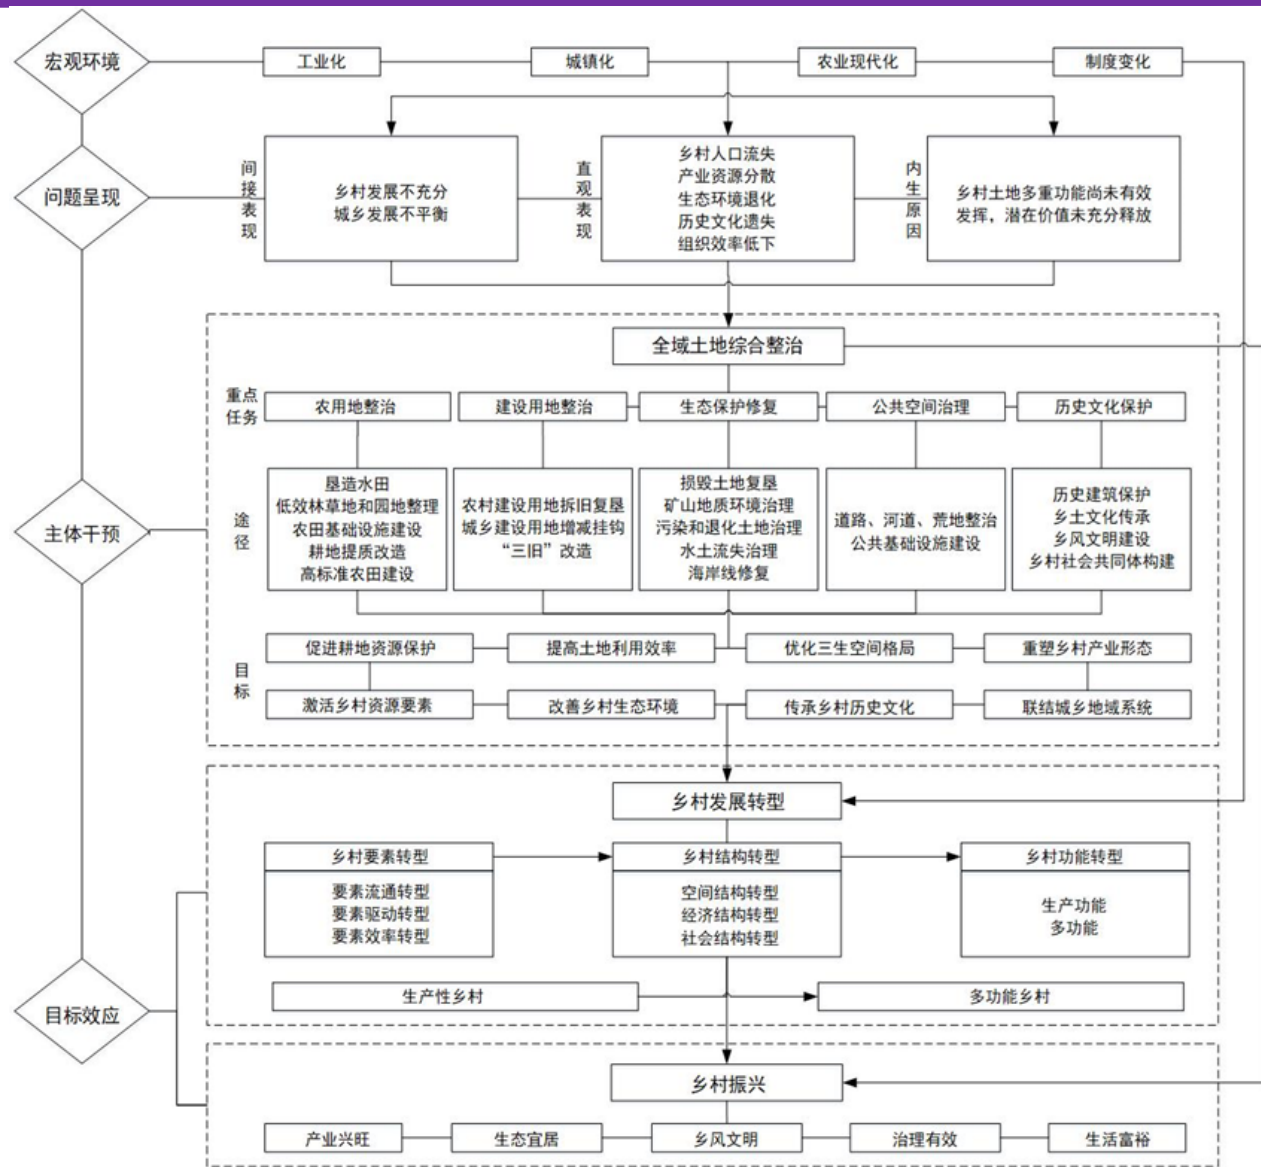 宏观环境
工业化
城镇化
农业现代化
制度变化
问题呈现
间接表现
乡村发展不充分
城乡发展不平衡
直观表现
乡村人口流失
产业资源分散
生态环境退化
历史文化遗失
组织效率低下
内生原因
乡村土地多重功能尚未有效
发挥，潜在价值未充分释放
主体干预
全域土地综合整治
重点
任务
农用地整治
建设用地整治
生态保护修复
公共空间治理
历史文化保护
途径
垦造水田
低效林草地和园地整理
农田基础设施建设
耕地提质改造
高标准农田建设
农村建设用地拆旧复垦
城乡建设用地增减挂钩
“三旧”改造
损毁土地复垦
矿山地质环境治理
污染和退化土地治理
水土流失治理
海岸线修复
道路、河道、荒地整治
公共基础设施建设
历史建筑保护
乡土文化传承
乡风文明建设
乡村社会共同体构建
目标
促进耕地资源保护
提高土地利用效率
优化三生空间格局
重塑乡村产业形态
激活乡村资源要素
改善乡村生态环境
传承乡村历史文化
联结城乡地域系统
目标效应
乡村发展转型
乡村要素转型
要素流通转型
要素驱动转型
要素效率转型
乡村结构转型
空间结构转型
经济结构转型
社会结构转型
乡村功能转型
生产功能
多功能
生产性乡村
多功能乡村
乡村振兴
产业兴旺
生态宜居
乡风文明
治理有效
生活富裕